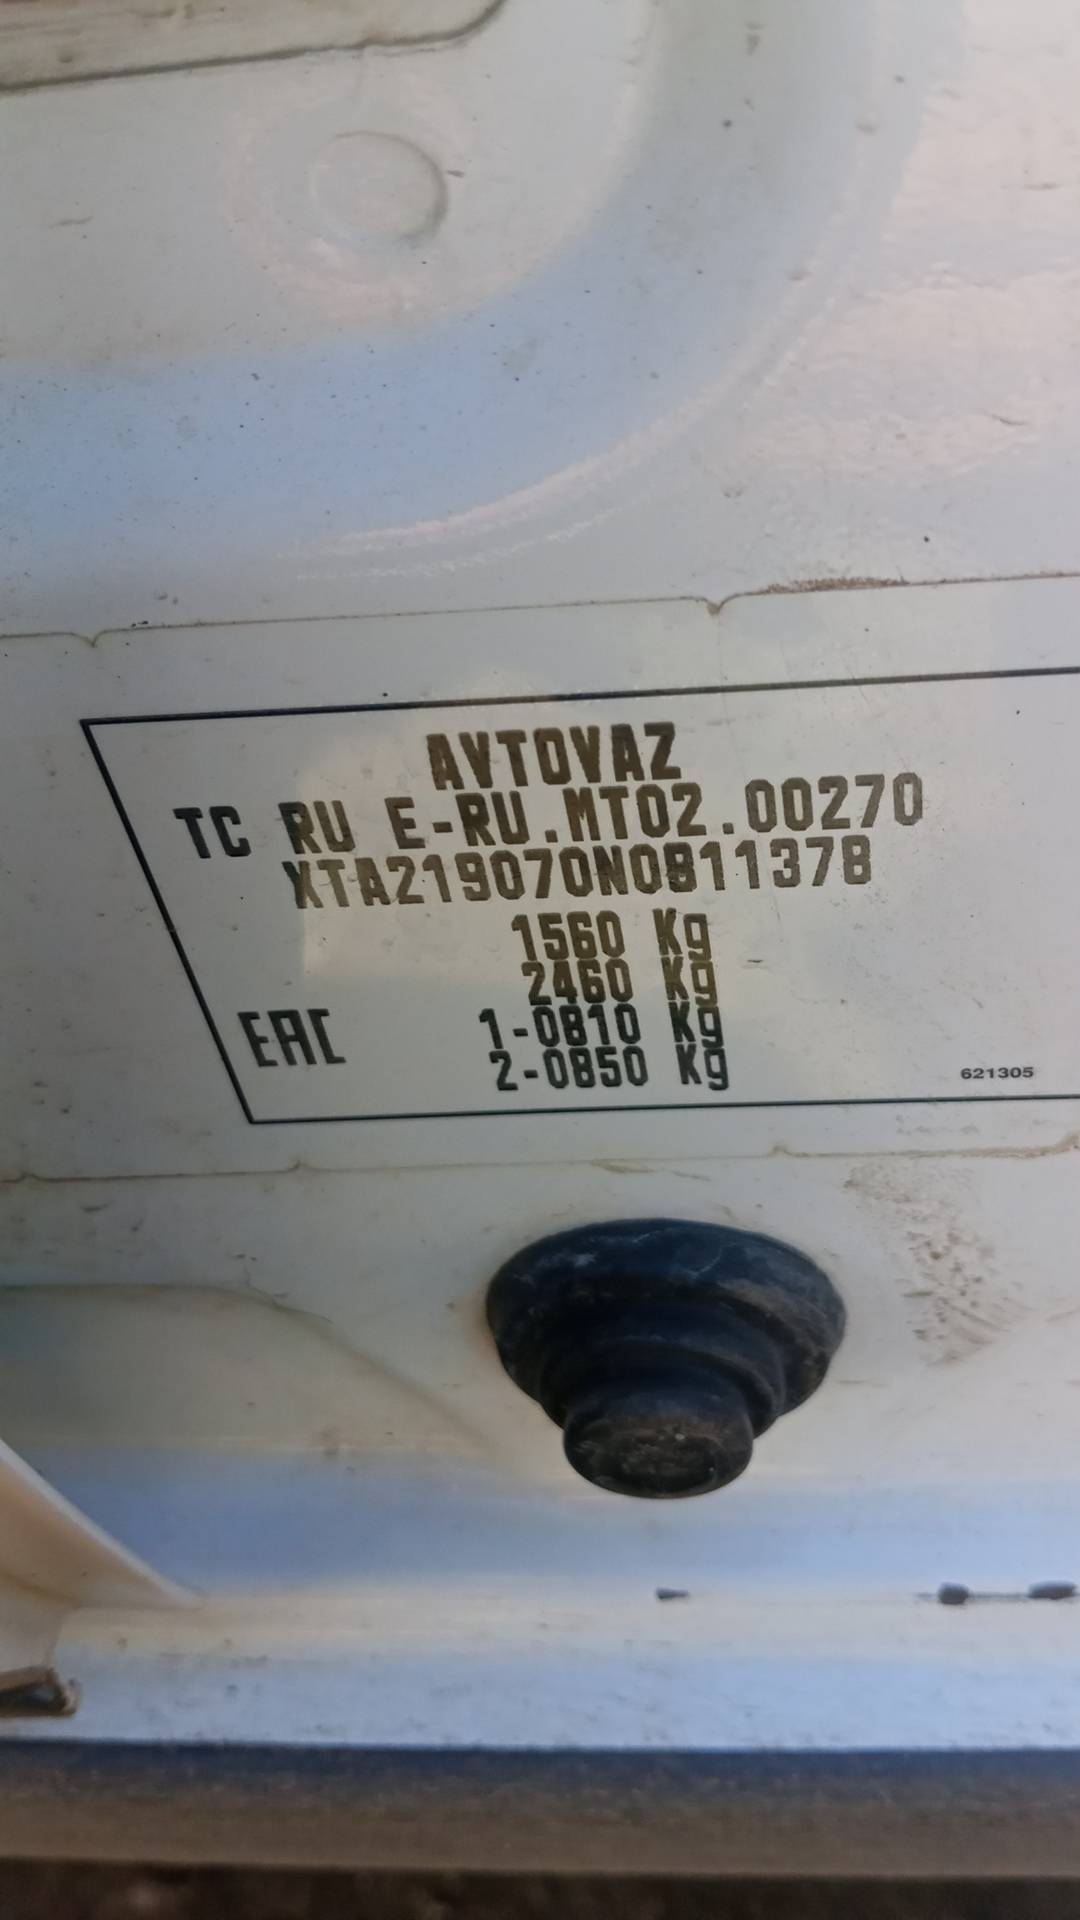 AVTOVAZ
TC RU E-RU.MT02.00270
XTA219070N0811378
1560 Kg
2460 Kg
EAC 1-0810 Kg
2-0850 Kg
621305